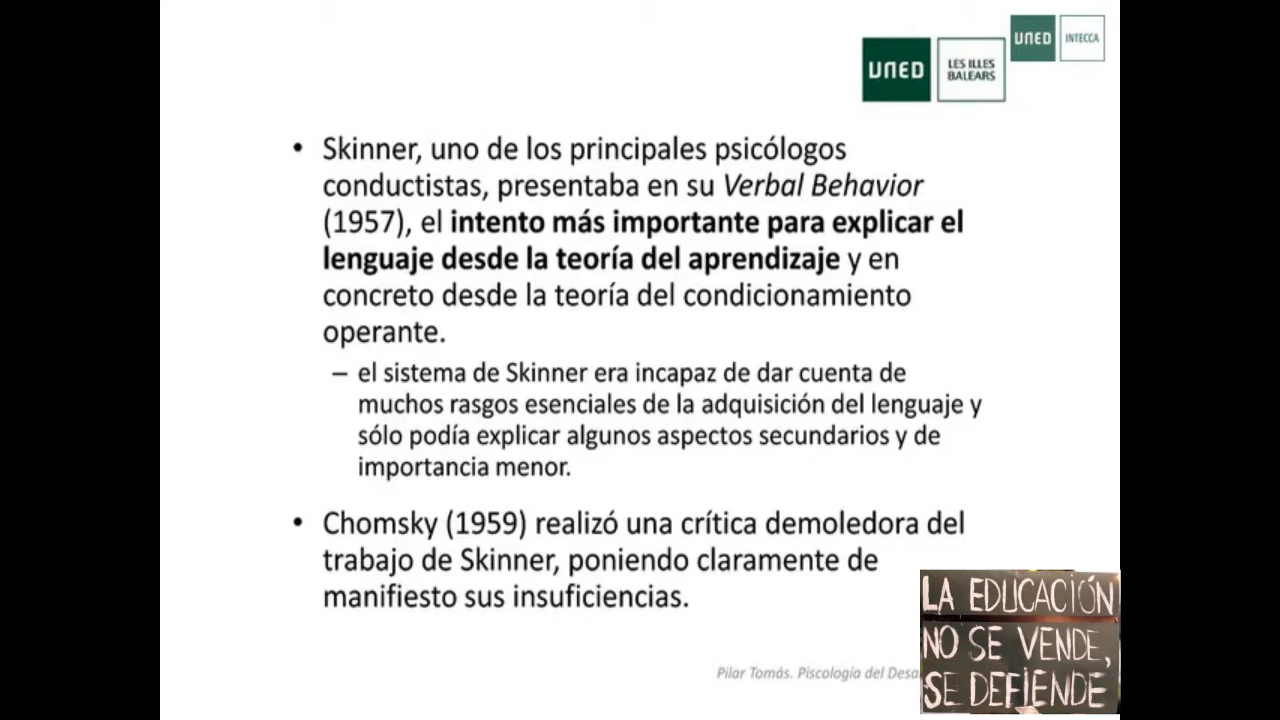 UNED INTECCA
UNED LES ILLES
BALEARS
• Skinner, uno de los principales psicólogos
conductistas, presentaba en su Verbal Behavior
(1957), el intento más importante para explicar el
lenguaje desde la teoría del aprendizaje y en
concreto desde la teoría del condicionamiento
operante.
– el sistema de Skinner era incapaz de dar cuenta de
muchos rasgos esenciales de la adquisición del lenguaje y
sólo podía explicar algunos aspectos secundarios y de
importancia menor.
• Chomsky (1959) realizó una crítica demoledora del
trabajo de Skinner, poniendo claramente de
manifiesto sus insuficiencias.
Pilar Tomás. Piscología del
LA EDUCACIÓN
NO SE VENDE,
SE DEFIENDE